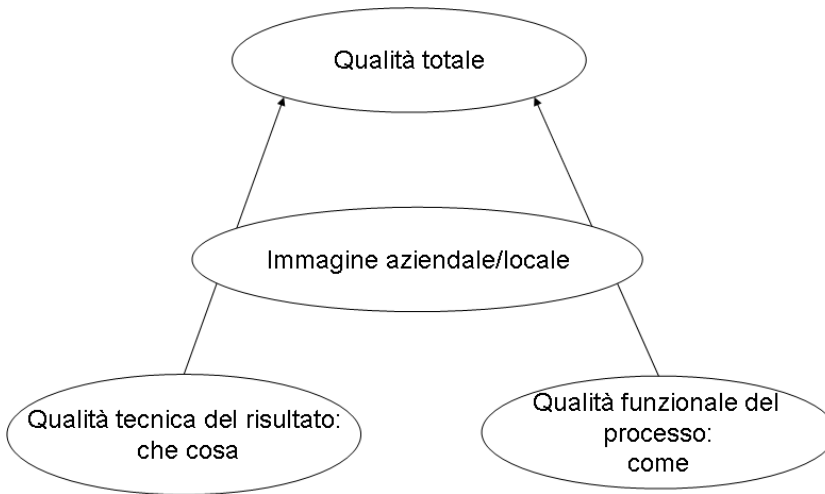 Qualità totale
Immagine aziendale/locale
Qualità tecnica del risultato:
che cosa
Qualità funzionale del
processo:
come